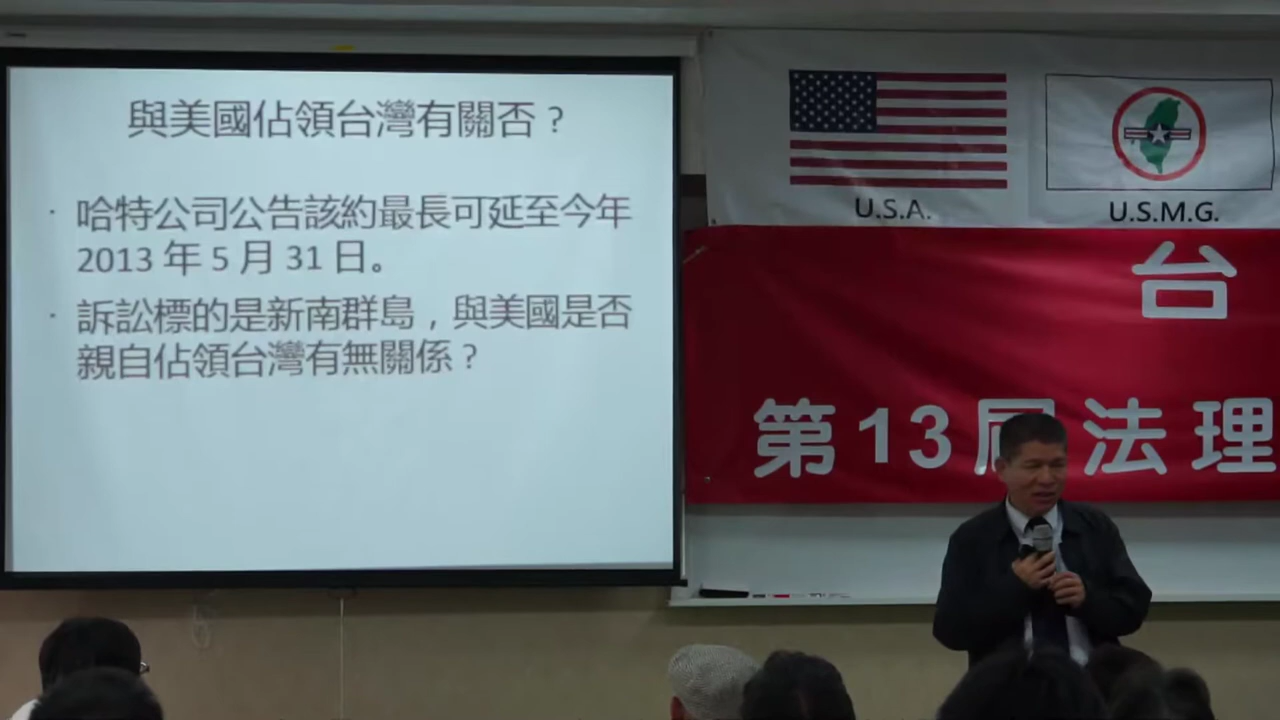 與美國佔領台灣有關否？
· 哈特公司公告該約最長可延至今年
2013 年 5 月 31 日。
· 訴訟標的是新南群島，與美國是否
親自佔領台灣有無關係？
U.S.A.
U.S.M.G.
台
第13屆法理